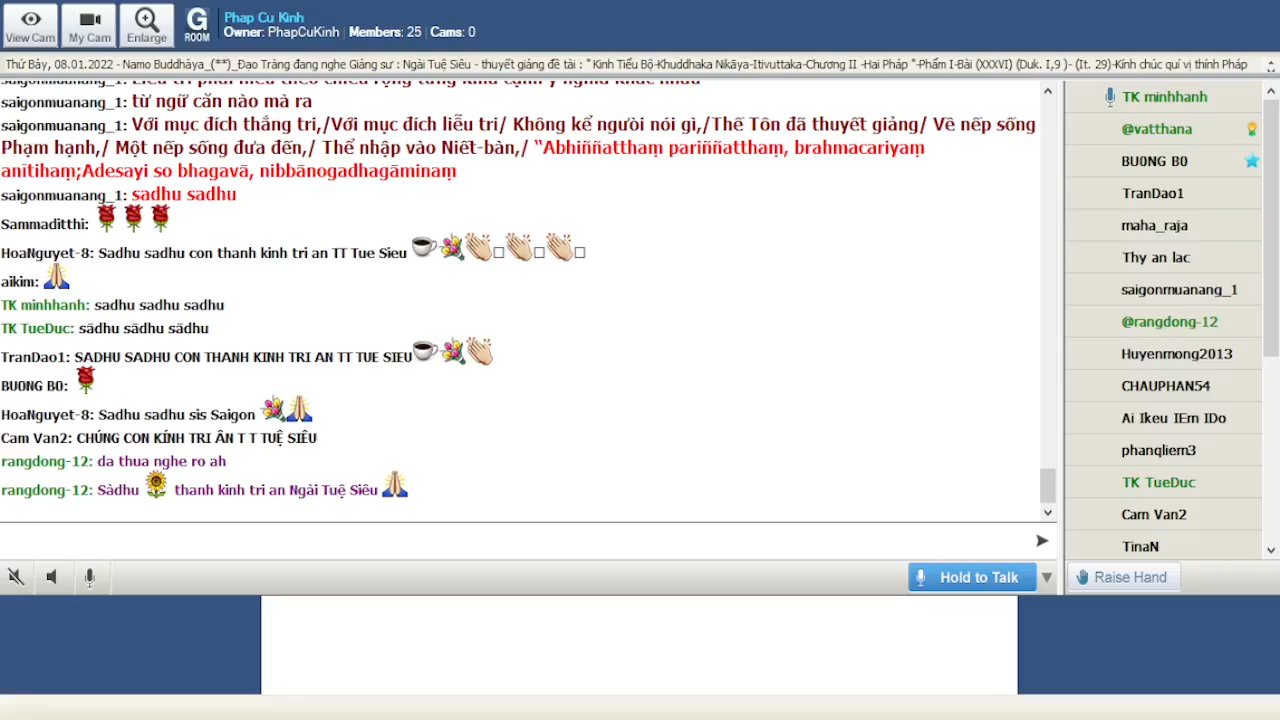 View Cam
My Cam
Enlarge
G
ROOM
Phap Cu Kinh
Owner: PhapCuKinh | Members: 25 | Cams: 0
Thứ Bảy, 08.01.2022 - Namo Buddhàya_(**)_Đạo Tràng đang nghe Giảng sư : Ngài Tuệ Siêu - thuyết giảng đề tài : " Kinh Tiểu Bộ-Khuddhaka Nikãya-Itivuttaka-Chương II -Hai Pháp "-Phẩm I-Bài (XXXVI) (Duk. I,9 )- (It. 29)-Kính chúc quí vị thính Pháp
saigonmuanang_1: từ ngữ căn nào mà ra
saigonmuanang_1: Với mục đích thắng tri,/Với mục đích liễu tri/ Không kể người nói gì,/Thế Tôn đã thuyết giảng/ Về nếp sống
Phạm hạnh,/ Một nếp sống đưa đến,/ Thể nhập vào Niết-bàn,/ “Abhiññatthaṃ pariññatthaṃ, brahmacariyaṃ
anītihaṃ;Adesayi so bhagavā, nibbānogadhagāminaṃ
saigonmuanang_1: sadhu sadhu
Sammaditthi:
HoaNguyet-8: Sadhu sadhu con thanh kinh tri an TT Tue Sieu
aikim:
TK minhhanh: sadhu sadhu sadhu
TK TueDuc: sādhu sādhu sādhu
TranDao1: SADHU SADHU CON THANH KINH TRI AN TT TUE SIEU
BUONG B0:
HoaNguyet-8: Sadhu sadhu sis Saigon
Cam Van2: CHÚNG CON KÍNH TRI ÂN T T TUỆ SIÊU
rangdong-12: da thua nghe ro ah
rangdong-12: Sàdhu thanh kinh tri an Ngài Tuệ Siêu
Hold to Talk
TK minhhanh
@vatthana
BUONG B0
TranDao1
maha_raja
Thy an lac
saigonmuanang_1
@rangdong-12
Huyenmong2013
CHAUPHAN54
Ai Ikeu IEm IDo
phanqliem3
TK TueDuc
Cam Van2
TinaN
Raise Hand